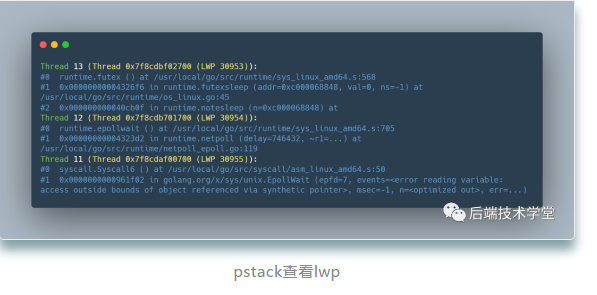 Thread 13 (Thread 0x7f8cdbf02700 (LWP 30953)):
#0  runtime.futex () at /usr/local/go/src/runtime/sys_linux_amd64.s:568
#1  0x00000000004326f6 in runtime.futexsleep (addr=0xc000068848, val=0, ns=-1) at
/usr/local/go/src/runtime/os_linux.go:45
#2  0x000000000040cb0f in runtime.notesleep (n=0xc000068848) at
Thread 12 (Thread 0x7f8cdb701700 (LWP 30954)):
#0  runtime.epollwait () at /usr/local/go/src/runtime/sys_linux_amd64.s:705
#1  0x00000000004323d2 in runtime.netpoll (delay=746432, ~r1=...) at
/usr/local/go/src/runtime/netpoll_epoll.go:119
Thread 11 (Thread 0x7f8cdaf00700 (LWP 30955)):
#0  syscall.Syscall6 () at /usr/local/go/src/syscall/asm_linux_amd64.s:50
#1  0x0000000000961f02 in golang.org/x/sys/unix.EpollWait (epfd=7, events=<error reading variable:
access outside bounds of object referenced via synthetic pointer>, msec=-1, n=<optimized out>, err=...)
后端技术学堂
pstack查看lwp